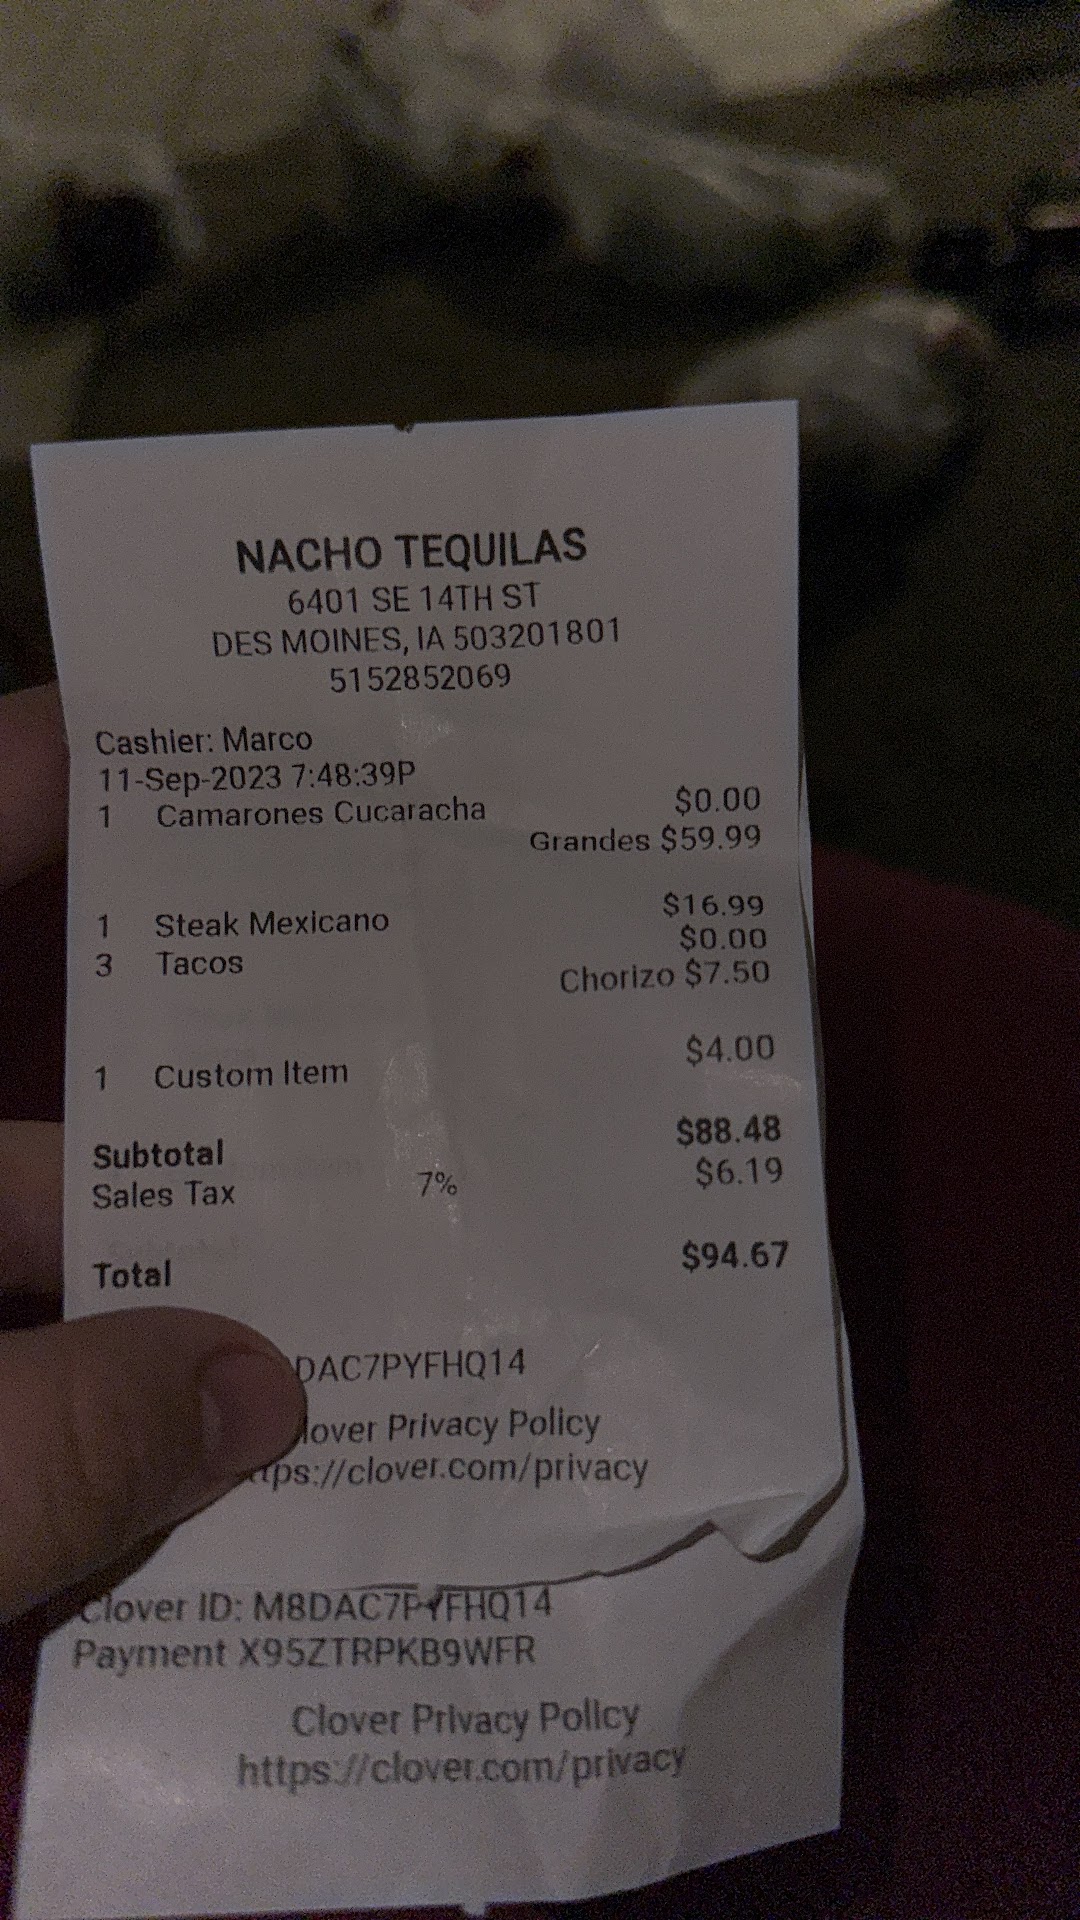 NACHO TEQUILAS
6401 SE 14TH ST
DES MOINES, IA 503201801
5152852069
Cashier: Marco
11-Sep-2023 7:48:39P
1 Camarones Cucaracha $0.00
Grandes $59.99
1 Steak Mexicano $16.99
3 Tacos $0.00
Chorizo $7.50
1 Custom Item $4.00
Subtotal $88.48
Sales Tax 7% $6.19
Total $94.67
DAC7PYFHQ14
lover Privacy Policy
tps://clover.com/privacy
Clover ID: M8DAC7PYFHQ14
Payment X95ZTRPKB9WFR
Clover Privacy Policy
https://clover.com/privacy